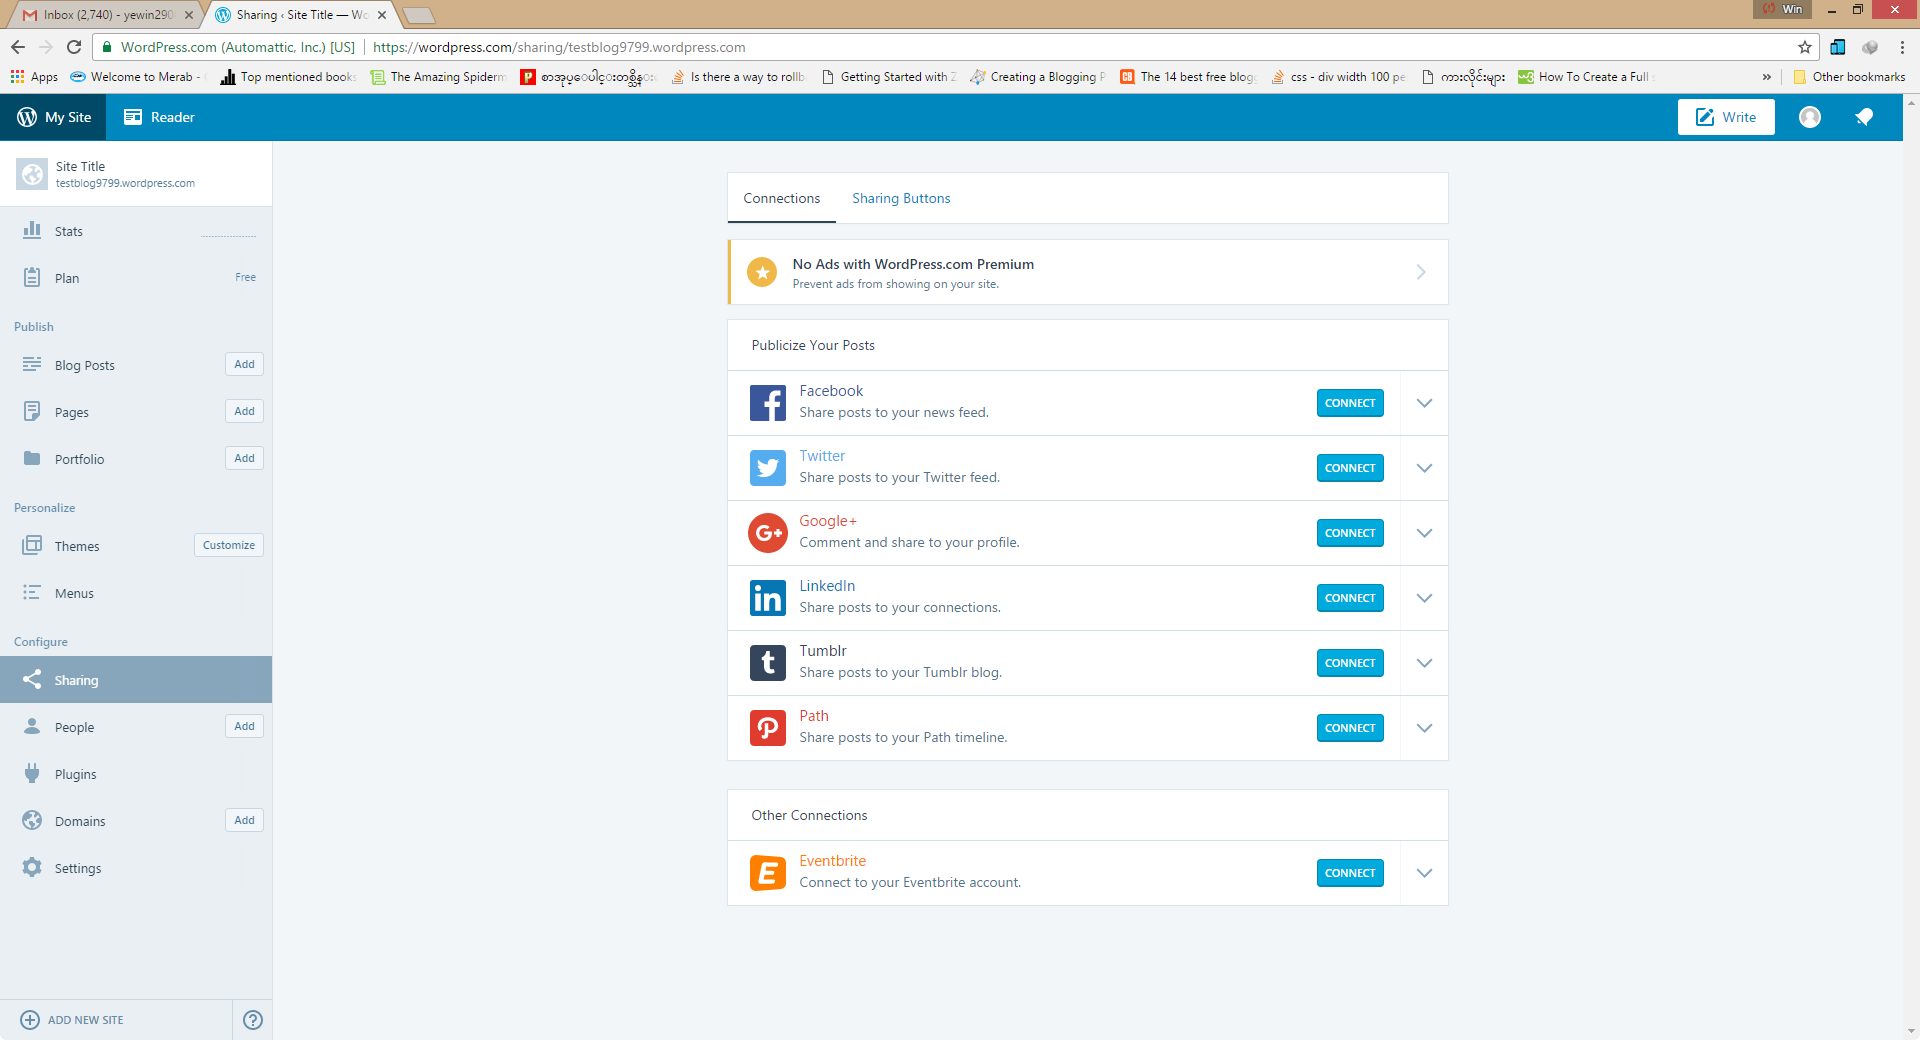 Inbox (2,740) - yewin290
Sharing ‹ Site Title — Wo
Win
WordPress.com (Automattic, Inc.) [US]
https://wordpress.com/sharing/testblog9799.wordpress.com
Apps
Welcome to Merab -
Top mentioned books
The Amazing Spiderm
Is there a way to rollb
Getting Started with Z
Creating a Blogging P
The 14 best free blog
css - div width 100 pe
ကားလိုင်းများ
How To Create a Full
»
Other bookmarks
My Site
Reader
Write
Site Title
testblog9799.wordpress.com
Stats
Plan
Free
Publish
Blog Posts
Add
Pages
Add
Portfolio
Add
Personalize
Themes
Customize
Menus
Configure
Sharing
People
Add
Plugins
Domains
Add
Settings
ADD NEW SITE
Connections
Sharing Buttons
No Ads with WordPress.com Premium
Prevent ads from showing on your site.
Publicize Your Posts
Facebook
Share posts to your news feed.
CONNECT
Twitter
Share posts to your Twitter feed.
CONNECT
Google+
Comment and share to your profile.
CONNECT
LinkedIn
Share posts to your connections.
CONNECT
Tumblr
Share posts to your Tumblr blog.
CONNECT
Path
Share posts to your Path timeline.
CONNECT
Other Connections
Eventbrite
Connect to your Eventbrite account.
CONNECT